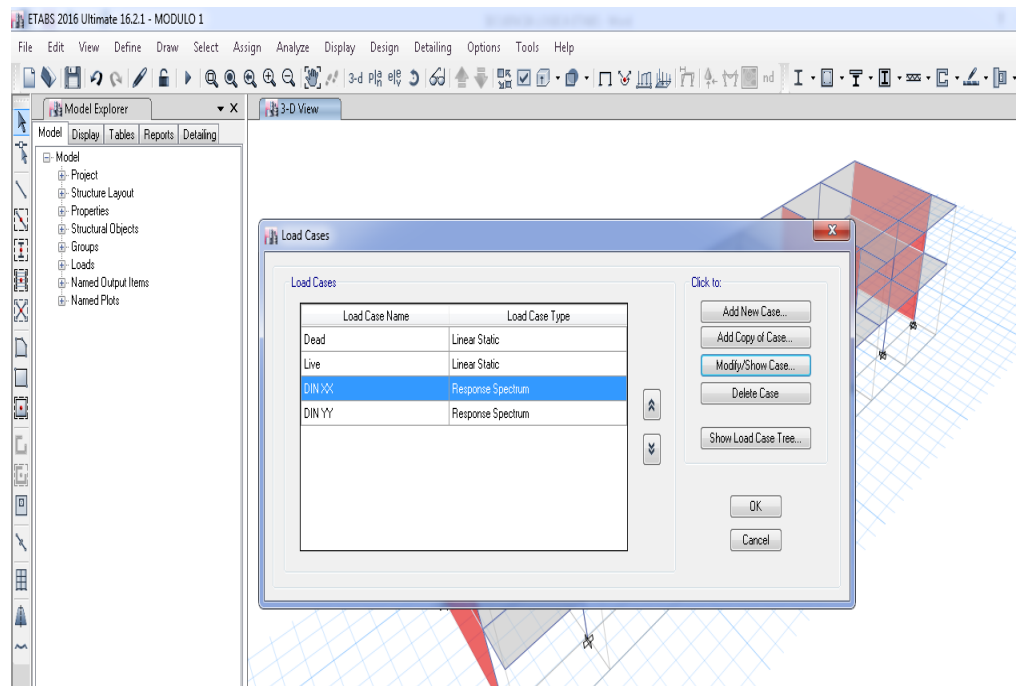 ETABS 2016 Ultimate 16.2.1 - MODULO 1
File Edit View Define Draw Select Assign Analyze Display Design Detailing Options Tools Help
3-d nd
Model Explorer
3-D View
Model Display Tables Reports Detailing
Model
Project
Structure Layout
Properties
Structural Objects
Groups
Loads
Named Output Items
Named Plots
Load Cases
Load Cases
Click to:
Load Case Name Load Case Type
Dead Linear Static
Live Linear Static
DIN XX Response Spectrum
DIN YY Response Spectrum
Add New Case...
Add Copy of Case...
Modify/Show Case...
Delete Case
Show Load Case Tree...
OK
Cancel